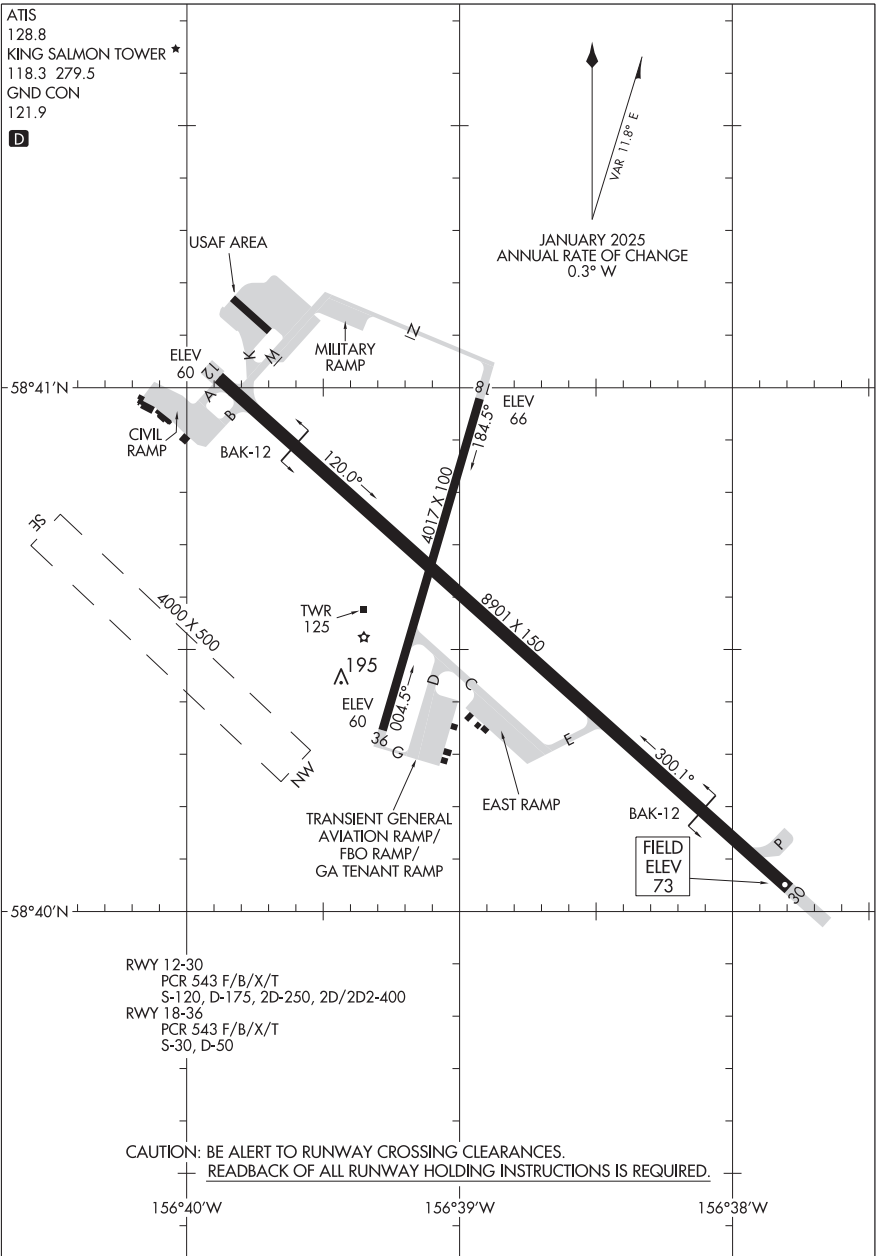 ATIS
128.8
KING SALMON TOWER ★
118.3 279.5
GND CON
121.9
D
VAR 11.8° E
JANUARY 2025
ANNUAL RATE OF CHANGE
0.3° W
USAF AREA
MILITARY
RAMP
IZ
K
M
ELEV
60
12
58°41'N
A
B
CIVIL
RAMP
BAK-12
120.0°
18
ELEV
66
184.5°
4017 X 100
SE
4000 X 500
NW
TWR
125
195
8901 X 150
ELEV
60
004.5°
36
D
C
G
E
TRANSIENT GENERAL
AVIATION RAMP/
FBO RAMP/
GA TENANT RAMP
EAST RAMP
300.1°
BAK-12
FIELD
ELEV
73
P
30
58°40'N
RWY 12-30
PCR 543 F/B/X/T
S-120, D-175, 2D-250, 2D/2D2-400
RWY 18-36
PCR 543 F/B/X/T
S-30, D-50
CAUTION: BE ALERT TO RUNWAY CROSSING CLEARANCES.
READBACK OF ALL RUNWAY HOLDING INSTRUCTIONS IS REQUIRED.
156°40'W
156°39'W
156°38'W